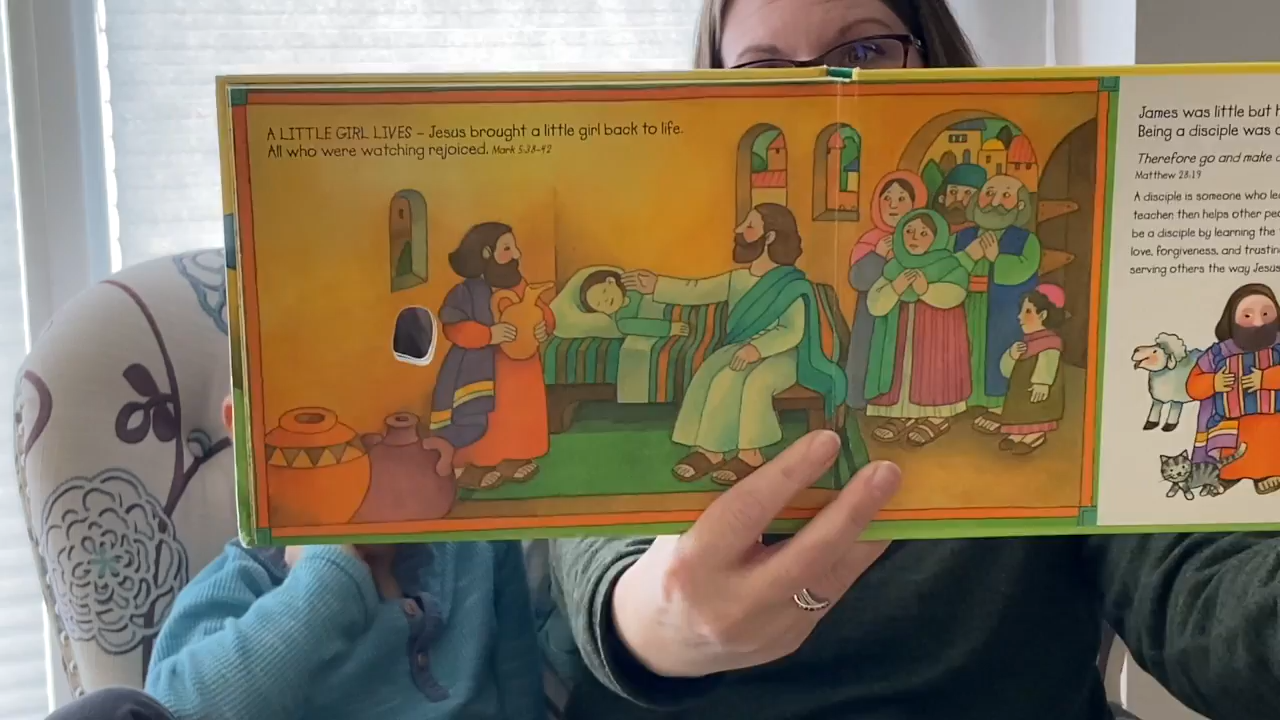 A LITTLE GIRL LIVES – Jesus brought a little girl back to life.
All who were watching rejoiced. Mark 5:38-42
James was little but h
Being a disciple was
Therefore go and make
Matthew 28:19
A disciple is someone who
teacher, then helps other
be a disciple by learning the
love, forgiveness, and
serving others the way Jesus